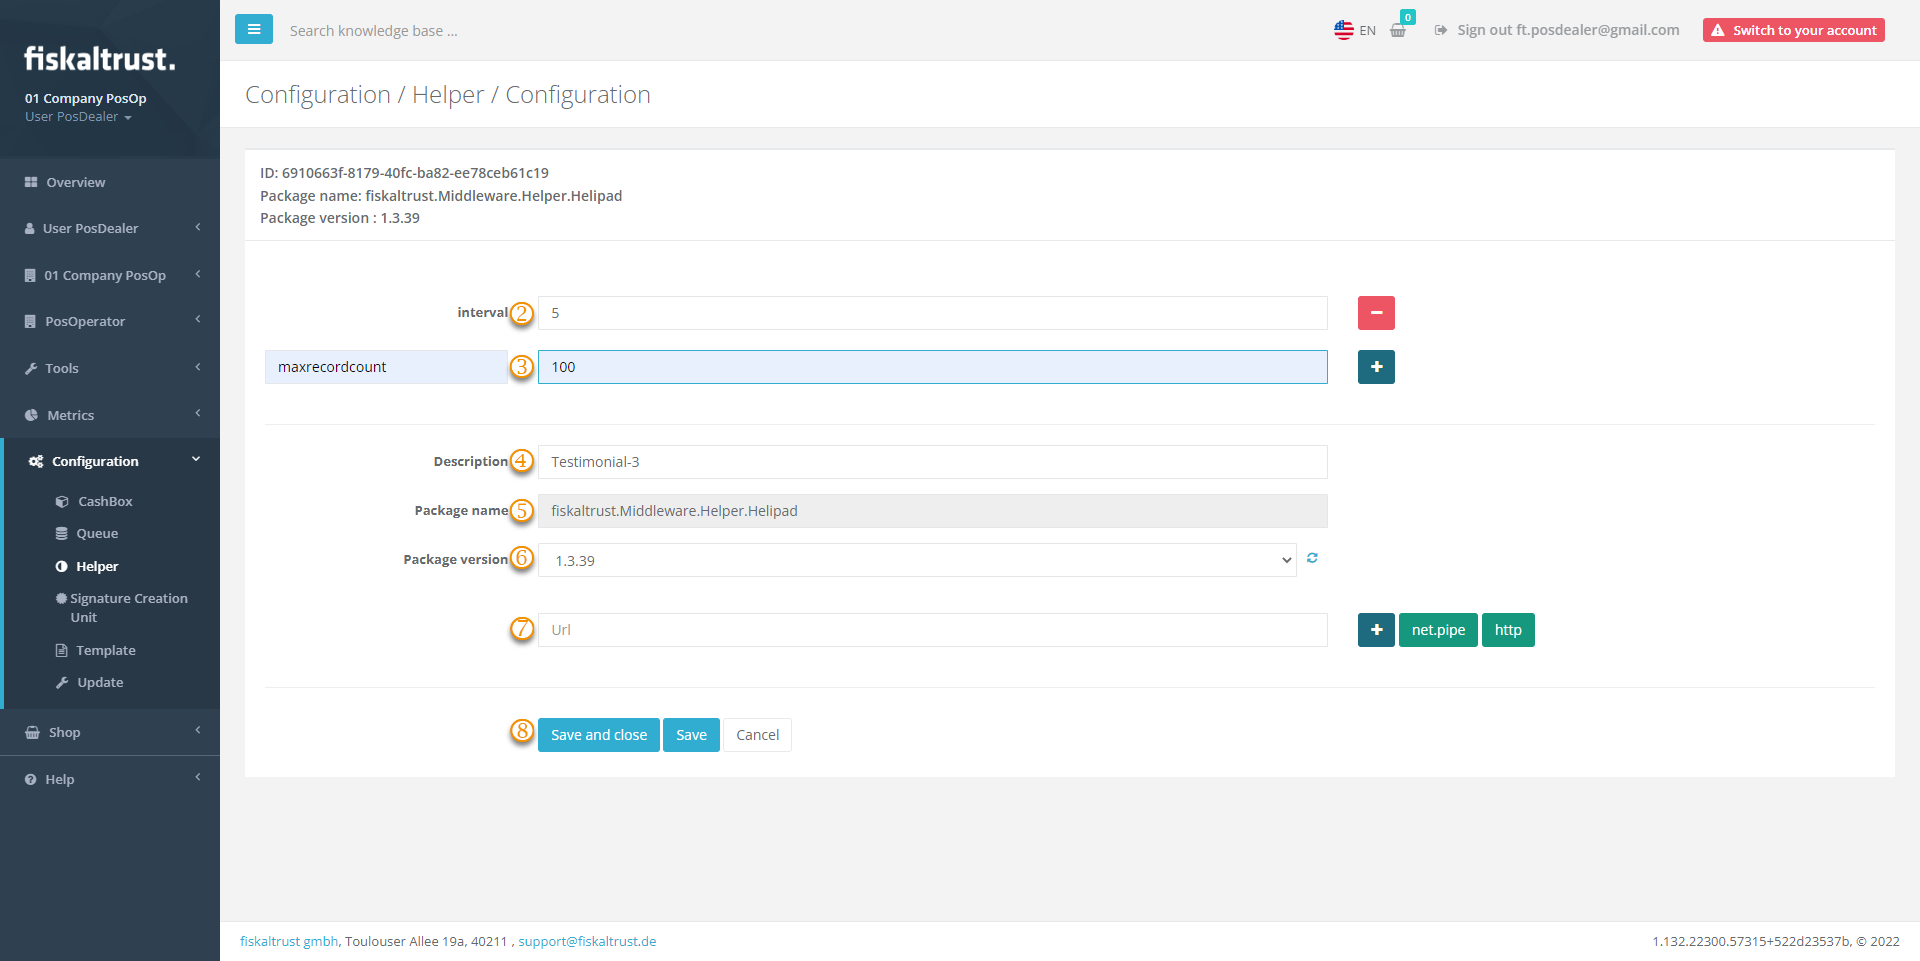 fiskaltrust.
01 Company PosOp
User PosDealer
Overview
User PosDealer
01 Company PosOp
PosOperator
Tools
Metrics
Configuration
CashBox
Queue
Helper
Signature Creation
Unit
Template
Update
Shop
Help
Search knowledge base ...
EN
0
Sign out ft.posdealer@gmail.com
Switch to your account
Configuration / Helper / Configuration
ID: 6910663f-8179-40fc-ba82-ee78ceb61c19
Package name: fiskaltrust.Middleware.Helper.Helipad
Package version : 1.3.39
interval 2 5
maxrecordcount 3 100
Description 4 Testimonial-3
Package name 5 fiskaltrust.Middleware.Helper.Helipad
Package version 6 1.3.39
7 Url net.pipe http
8 Save and close Save Cancel
fiskaltrust gmbh, Toulouser Allee 19a, 40211 , support@fiskaltrust.de
1.132.22300.57315+522d23537b, © 2022